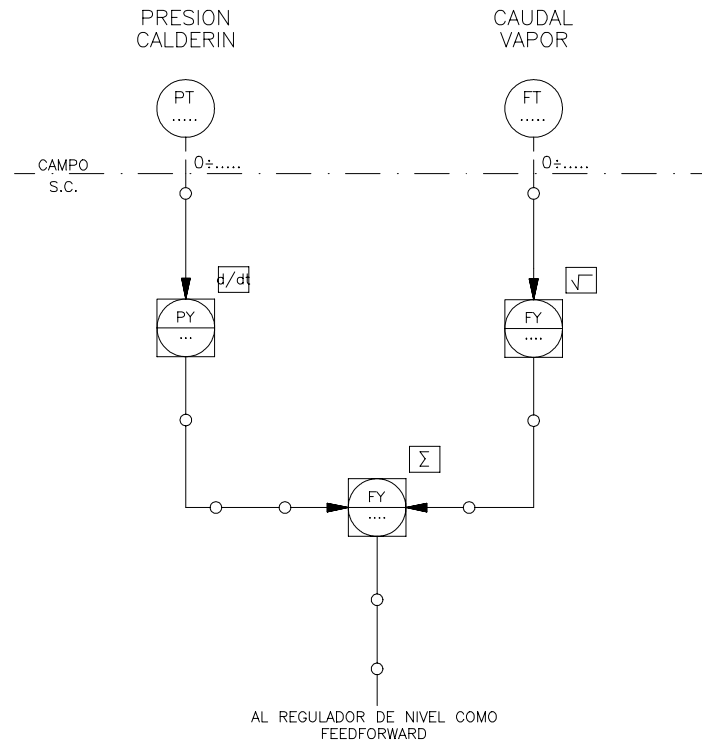 PRESION
CALDERIN
CAUDAL
VAPOR
PT
.....
FT
.....
0÷.....
0÷.....
CAMPO
S.C.
d/dt
√
PY
...
FY
....
Σ
FY
....
AL REGULADOR DE NIVEL COMO
FEEDFORWARD